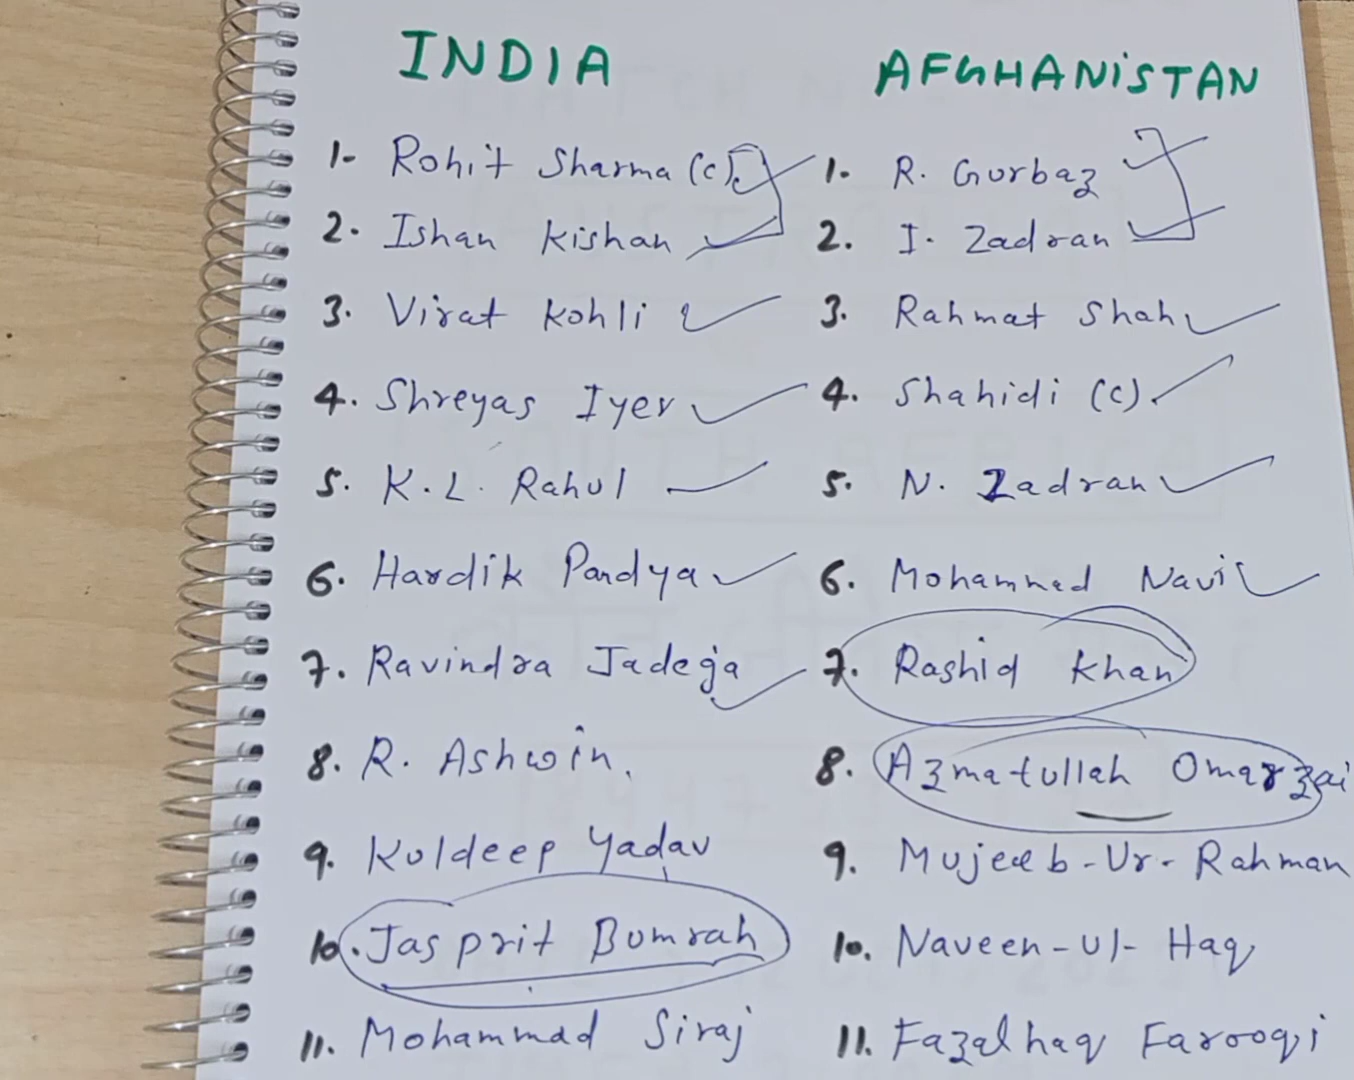 INDIA
1- Rohit Sharma (c).
2. Ishan Kishan
3. Virat Kohli
4. Shreyas Iyer
5. K.L. Rahul
6. Hardik Pandya
7. Ravindra Jadeja
8. R. Ashwin.
9. Kuldeep Yadav
10. Jasprit Bumrah
11. Mohammad Siraj
AFGHANiSTAN
1. R. Gurbaz
2. I. Zadran
3. Rahmat Shah
4. Shahidi (c).
5. N. Zadran
6. Mohammad Navi
7. Rashid Khan
8. Azmatullah Omarzai
9. Mujeeb-Ur-Rahman
10. Naveen-ul-Haq
11. Fazalhaq Farooqi